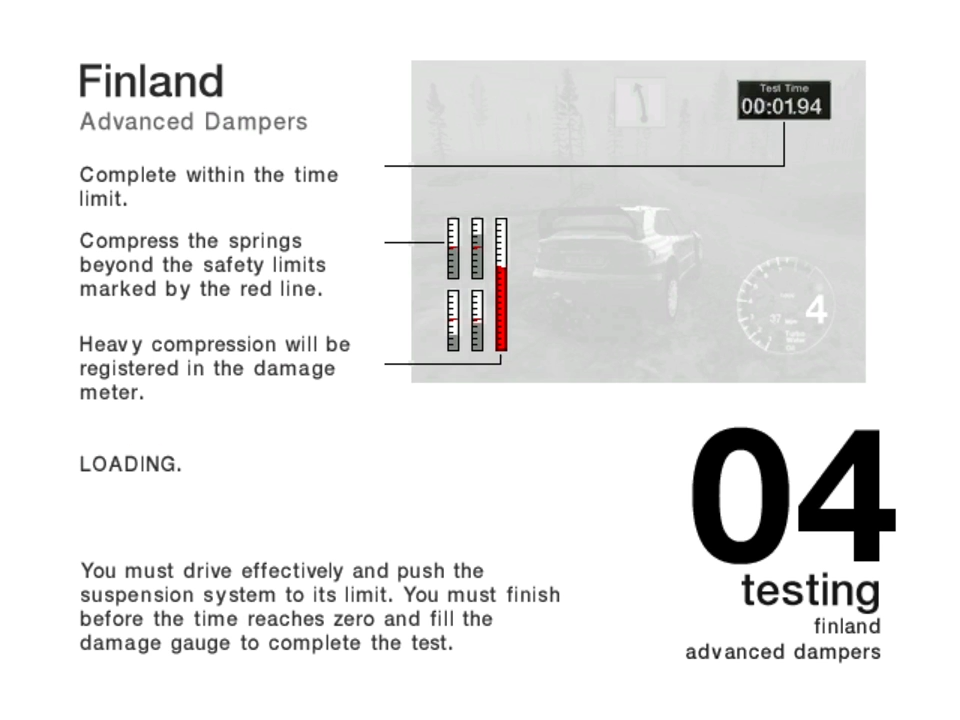 Finland
Advanced Dampers
Complete within the time
limit.
Compress the springs
beyond the safety limits
marked by the red line.
Heavy compression will be
registered in the damage
meter.
LOADING.
You must drive effectively and push the
suspension system to its limit. You must finish
before the time reaches zero and fill the
damage gauge to complete the test.
Test Time
00:01.94
4
37
Turbo
04
testing
finland
advanced dampers